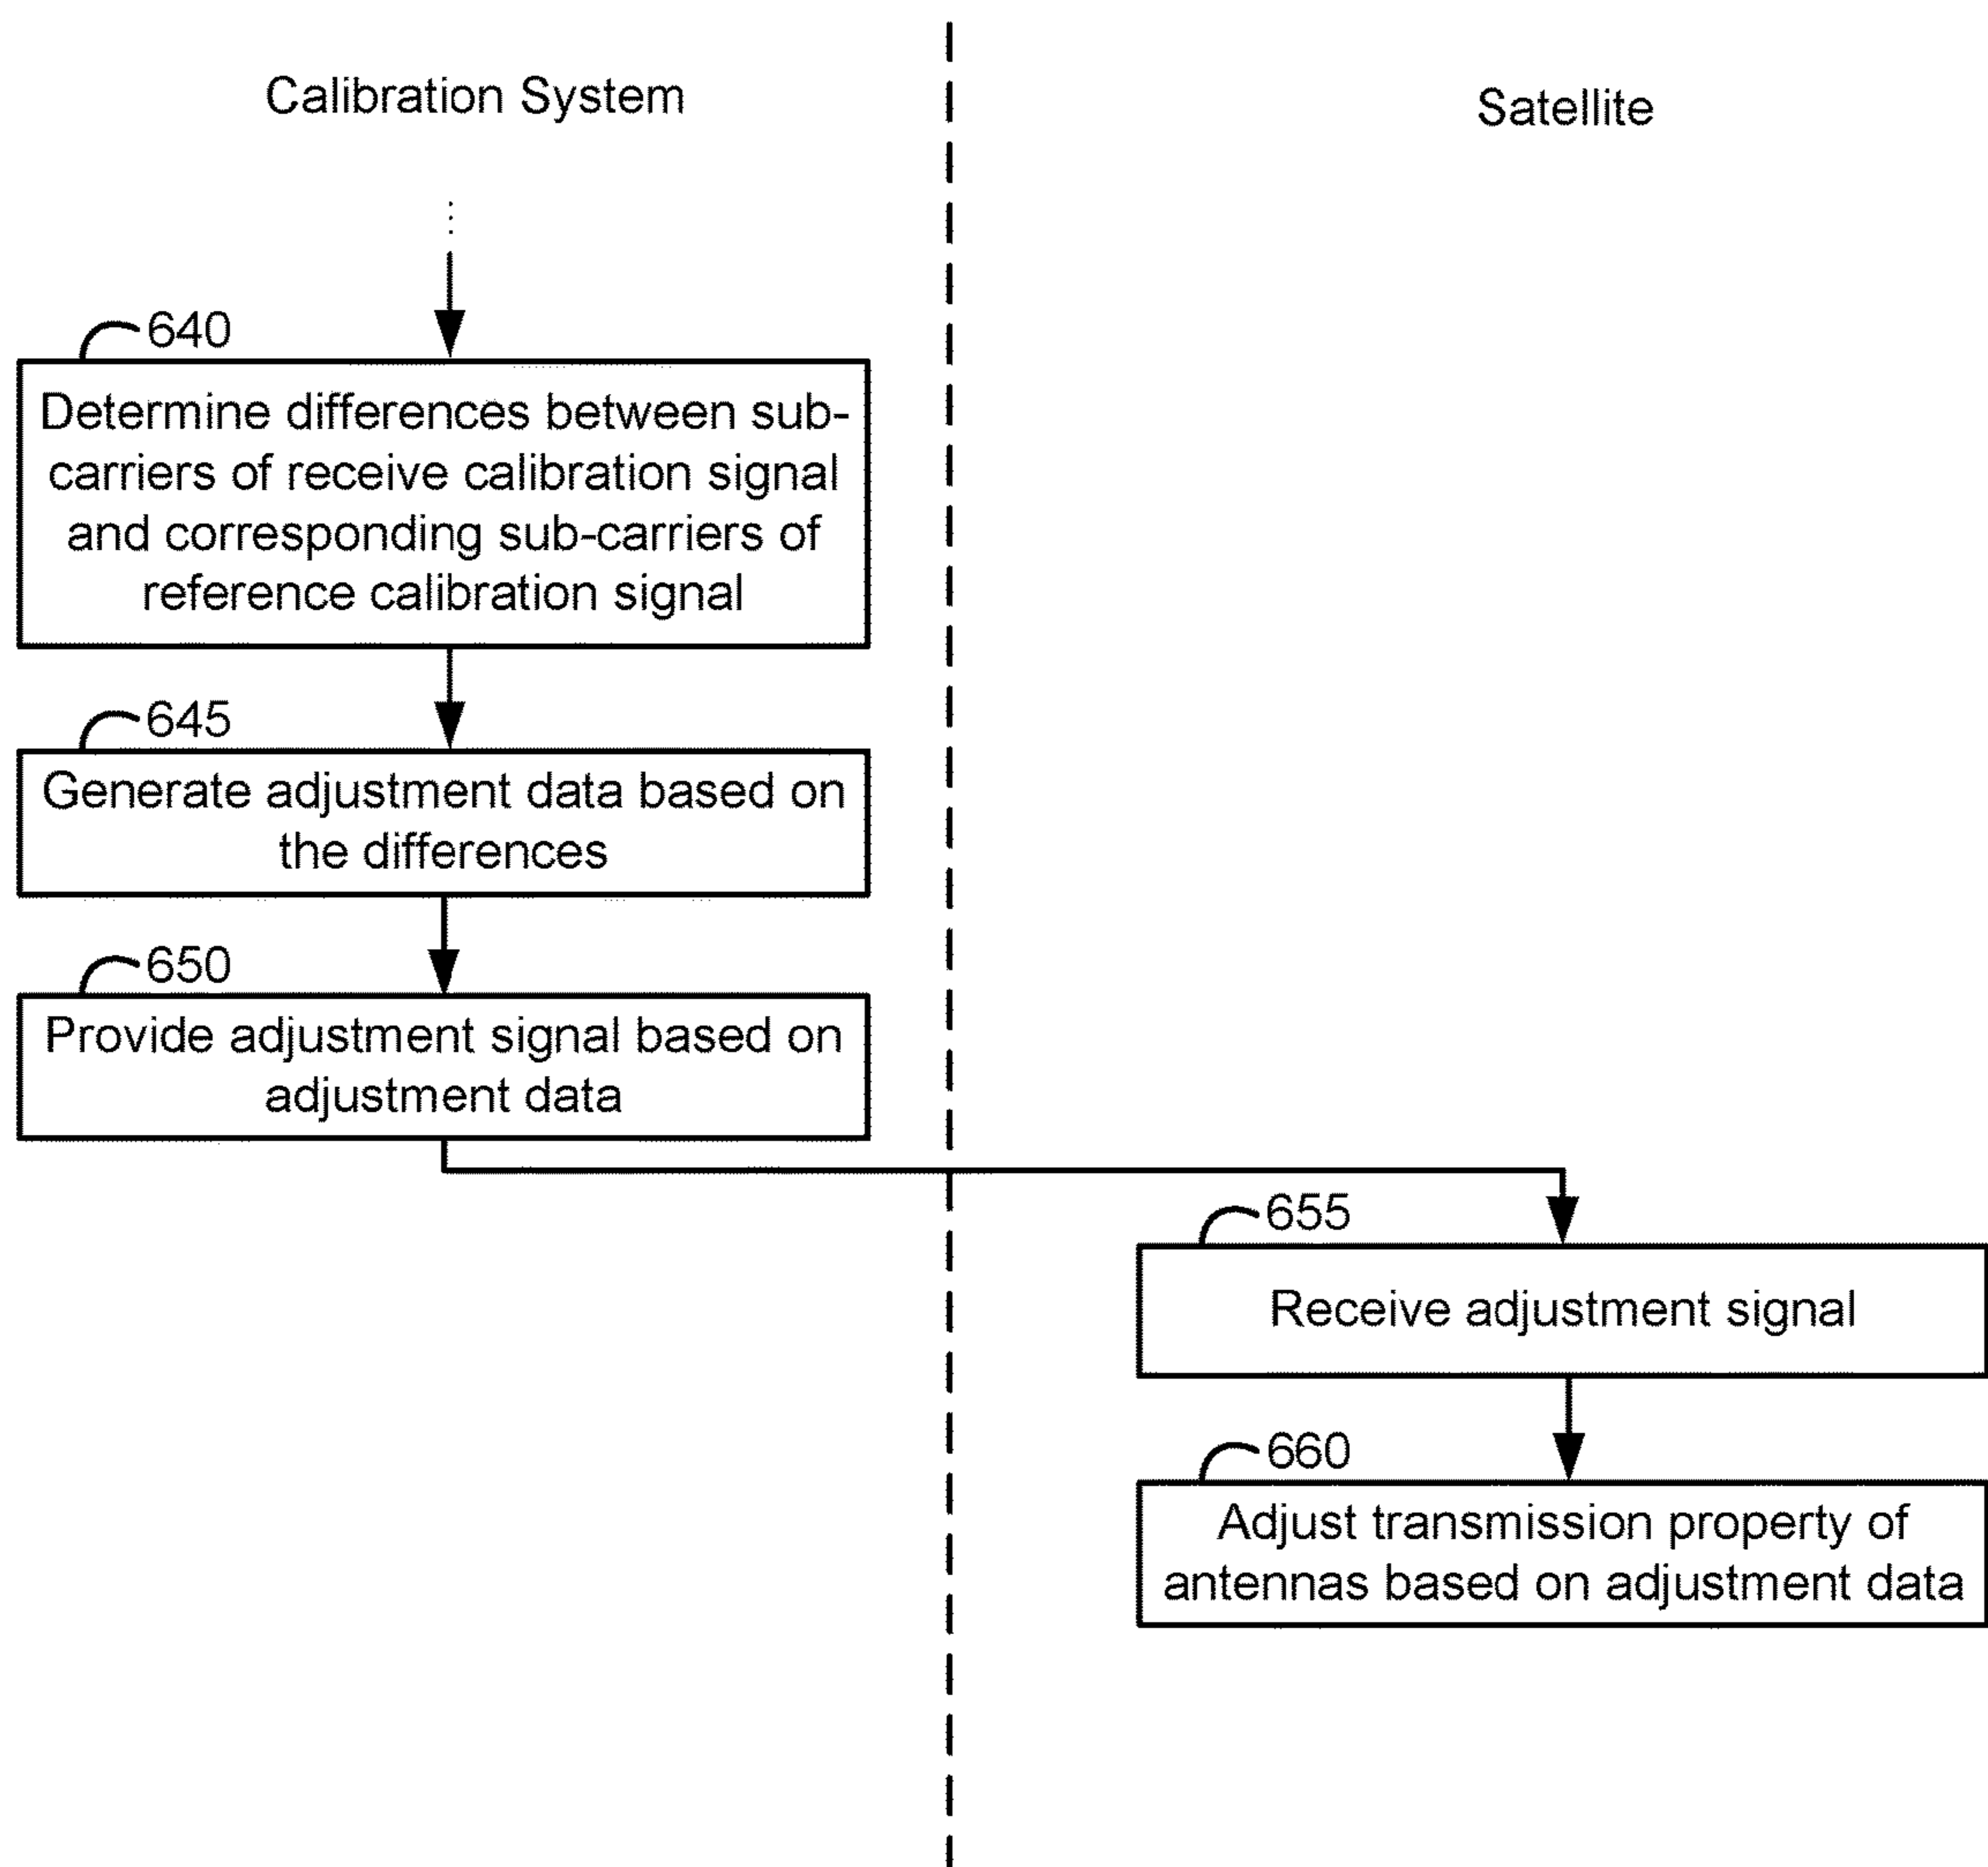 Calibration System
Satellite
640
Determine differences between sub-
carriers of receive calibration signal
and corresponding sub-carriers of
reference calibration signal
645
Generate adjustment data based on
the differences
650
Provide adjustment signal based on
adjustment data
655
Receive adjustment signal
660
Adjust transmission property of
antennas based on adjustment data